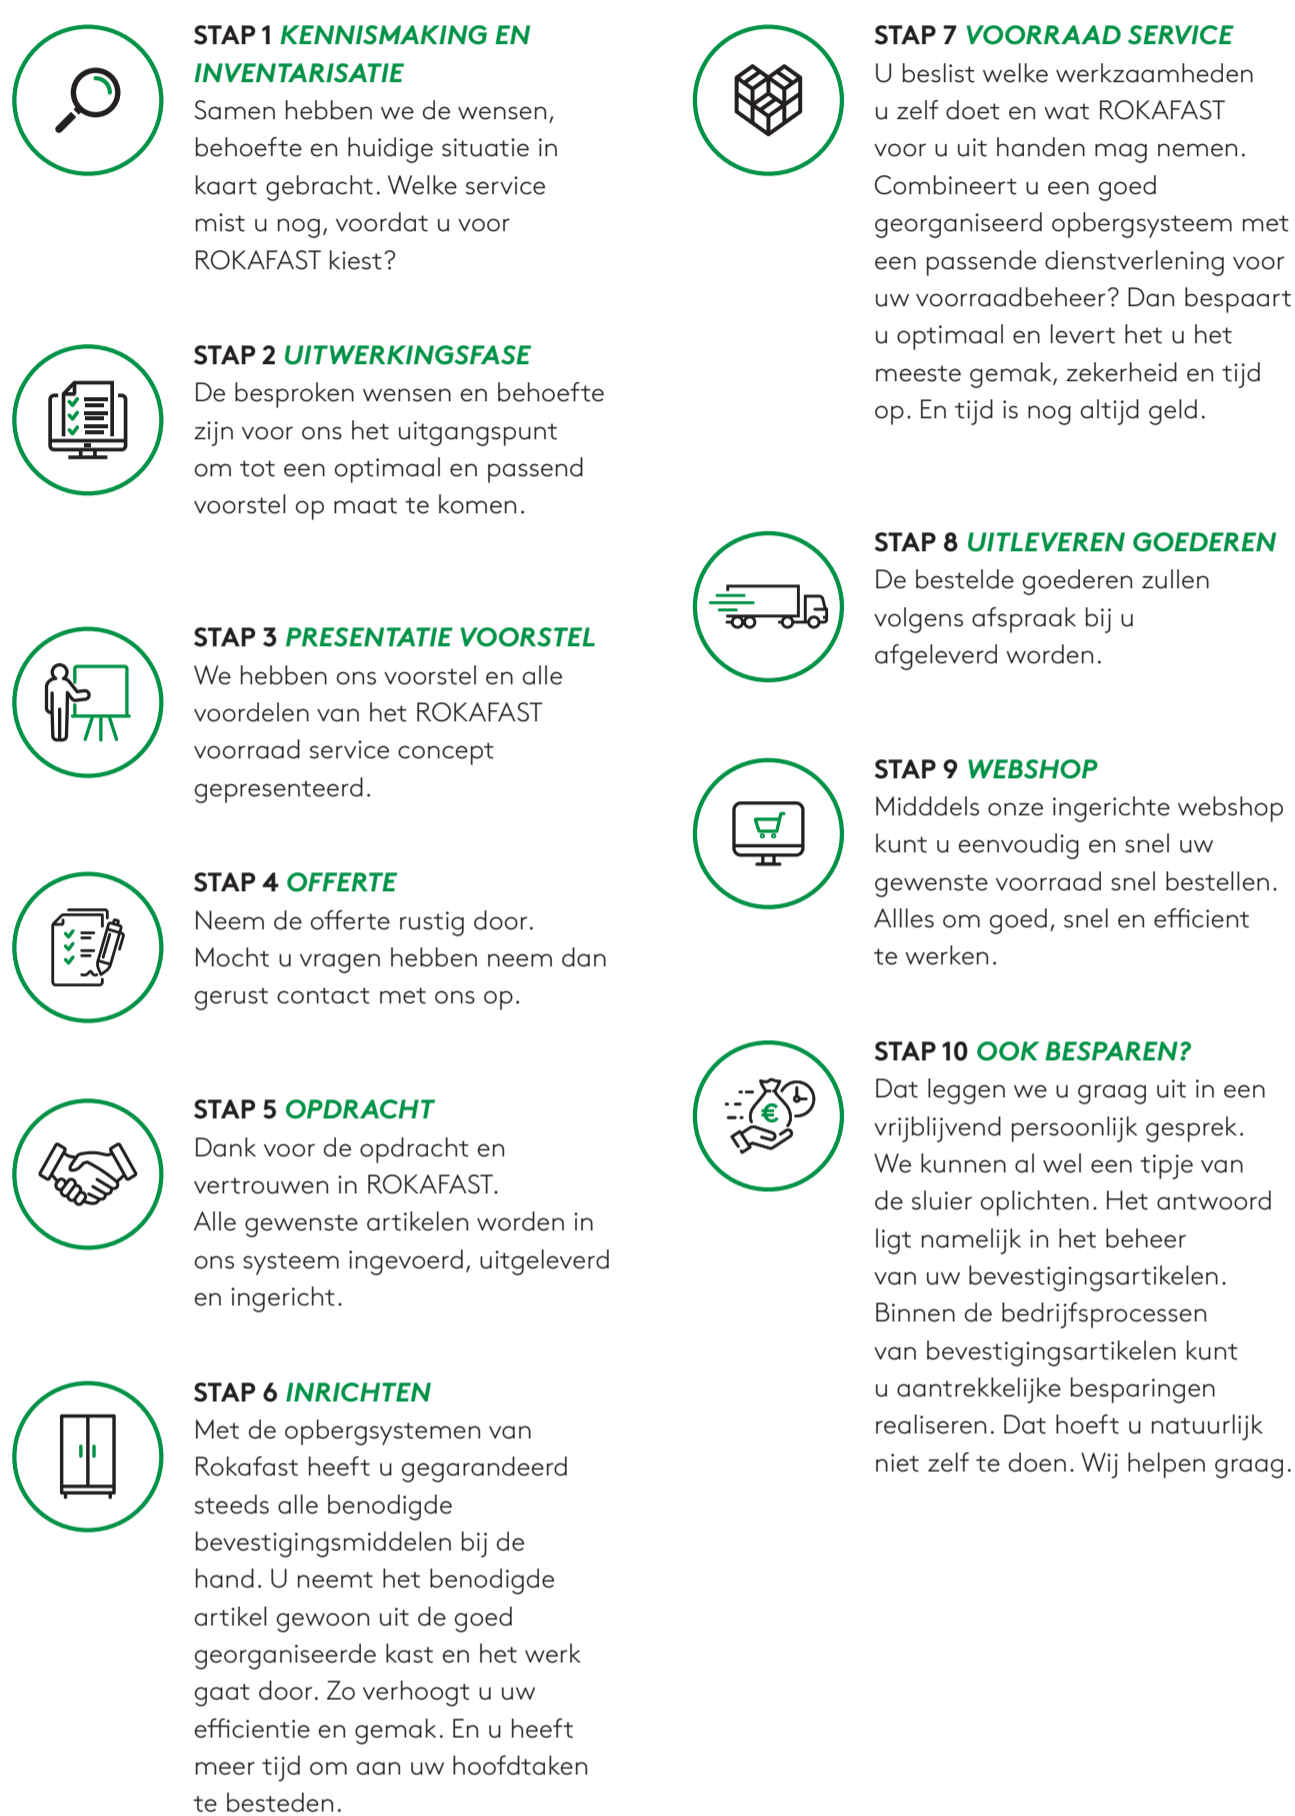 STAP 1 KENNISMAKING EN
INVENTARISATIE
Samen hebben we de wensen,
behoefte en huidige situatie in
kaart gebracht. Welke service
mist u nog, voordat u voor
ROKAFAST kiest?
STAP 2 UITWERKINGSFASE
De besproken wensen en behoefte
zijn voor ons het uitgangspunt
om tot een optimaal en passend
voorstel op maat te komen.
STAP 3 PRESENTATIE VOORSTEL
We hebben ons voorstel en alle
voordelen van het ROKAFAST
voorraad service concept
gepresenteerd.
STAP 4 OFFERTE
Neem de offerte rustig door.
Mocht u vragen hebben neem dan
gerust contact met ons op.
STAP 5 OPDRACHT
Dank voor de opdracht en
vertrouwen in ROKAFAST.
Alle gewenste artikelen worden in
ons systeem ingevoerd, uitgeleverd
en ingericht.
STAP 6 INRICHTEN
Met de opbergsystemen van
Rokafast heeft u gegarandeerd
steeds alle benodigde
bevestigingsmiddelen bij de
hand. U neemt het benodigde
artikel gewoon uit de goed
georganiseerde kast en het werk
gaat door. Zo verhoogt u uw
efficientie en gemak. En u heeft
meer tijd om aan uw hoofdtaken
te besteden.
STAP 7 VOORRAAD SERVICE
U beslist welke werkzaamheden
u zelf doet en wat ROKAFAST
voor u uit handen mag nemen.
Combineert u een goed
georganiseerd opbergsysteem met
een passende dienstverlening voor
uw voorraadbeheer? Dan bespaart
u optimaal en levert het u het
meeste gemak, zekerheid en tijd
op. En tijd is nog altijd geld.
STAP 8 UITLEVEREN GOEDEREN
De bestelde goederen zullen
volgens afspraak bij u
afgeleverd worden.
STAP 9 WEBSHOP
Midddels onze ingerichte webshop
kunt u eenvoudig en snel uw
gewenste voorraad snel bestellen.
Allles om goed, snel en efficient
te werken.
STAP 10 OOK BESPAREN?
Dat leggen we u graag uit in een
vrijblijvend persoonlijk gesprek.
We kunnen al wel een tipje van
de sluier oplichten. Het antwoord
ligt namelijk in het beheer
van uw bevestigingsartikelen.
Binnen de bedrijfsprocessen
van bevestigingsartikelen kunt
u aantrekkelijke besparingen
realiseren. Dat hoeft u natuurlijk
niet zelf te doen. Wij helpen graag.